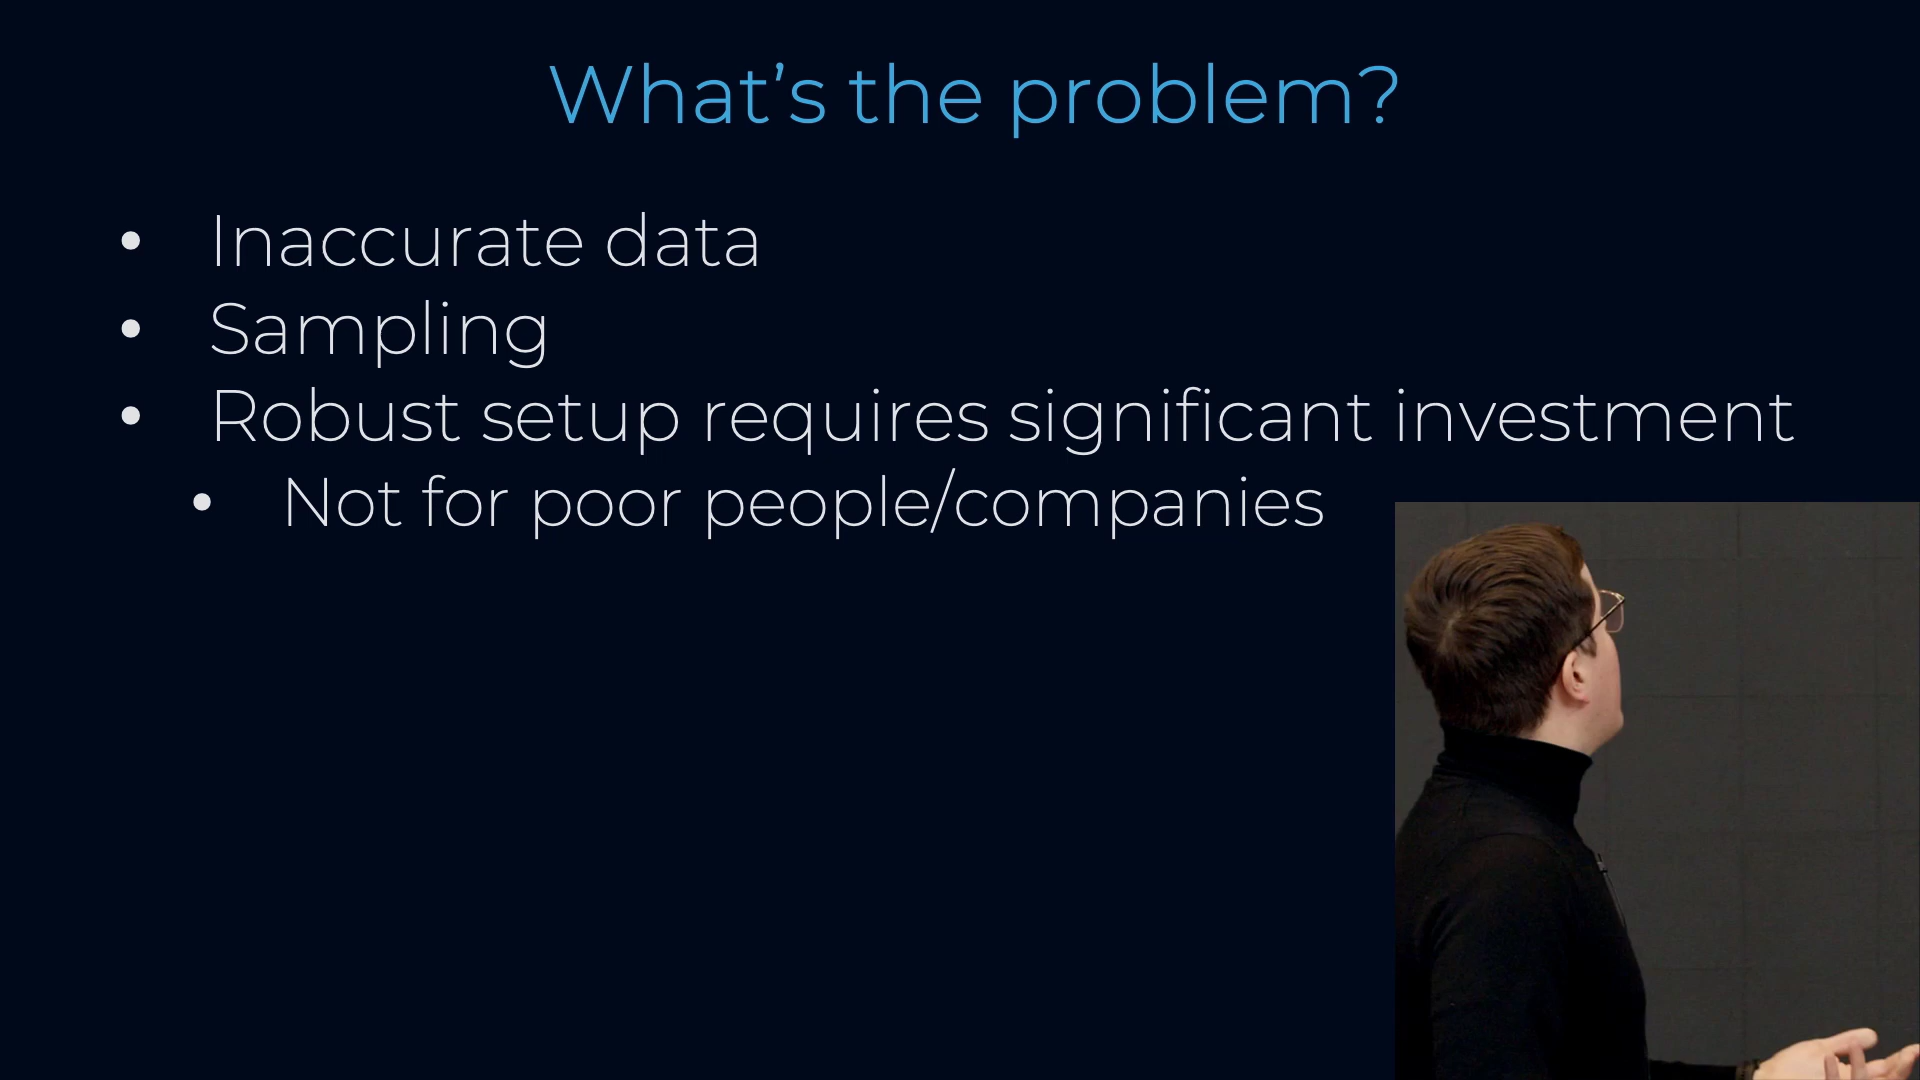 What’s the problem?
• Inaccurate data
• Sampling
• Robust setup requires significant investment
• Not for poor people/companies